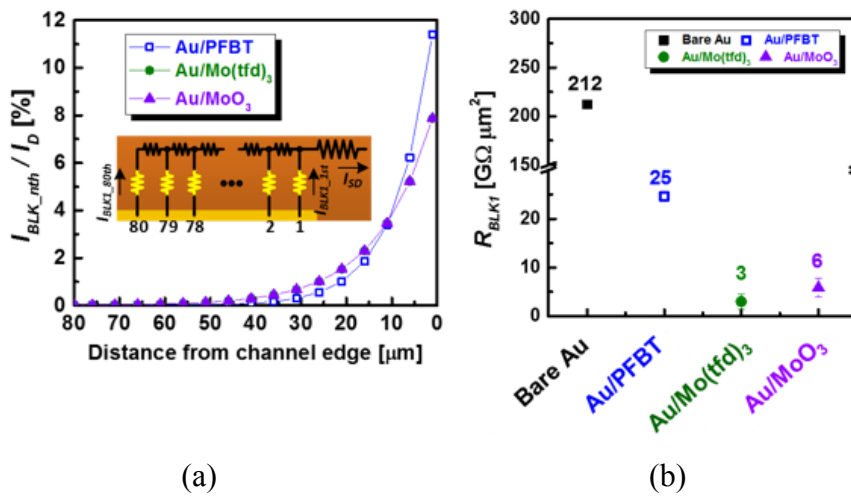 (a)
I_BLK_nth / I_D [%]
12
10
8
6
4
2
0
Au/PFBT
Au/Mo(tfd)₃
Au/MoO₃
I_BLK1_80th
I_BLK1_1st
I_SD
80 79 78 ••• 2 1
80 70 60 50 40 30 20 10 0
Distance from channel edge [μm]
(b)
R_BLK1 [GΩ μm²]
250
200
150
20
10
0
Bare Au
Au/PFBT
Au/Mo(tfd)₃
Au/MoO₃
212
25
3
6
Bare Au
Au/PFBT
Au/Mo(tfd)₃
Au/MoO₃
(a) (b)